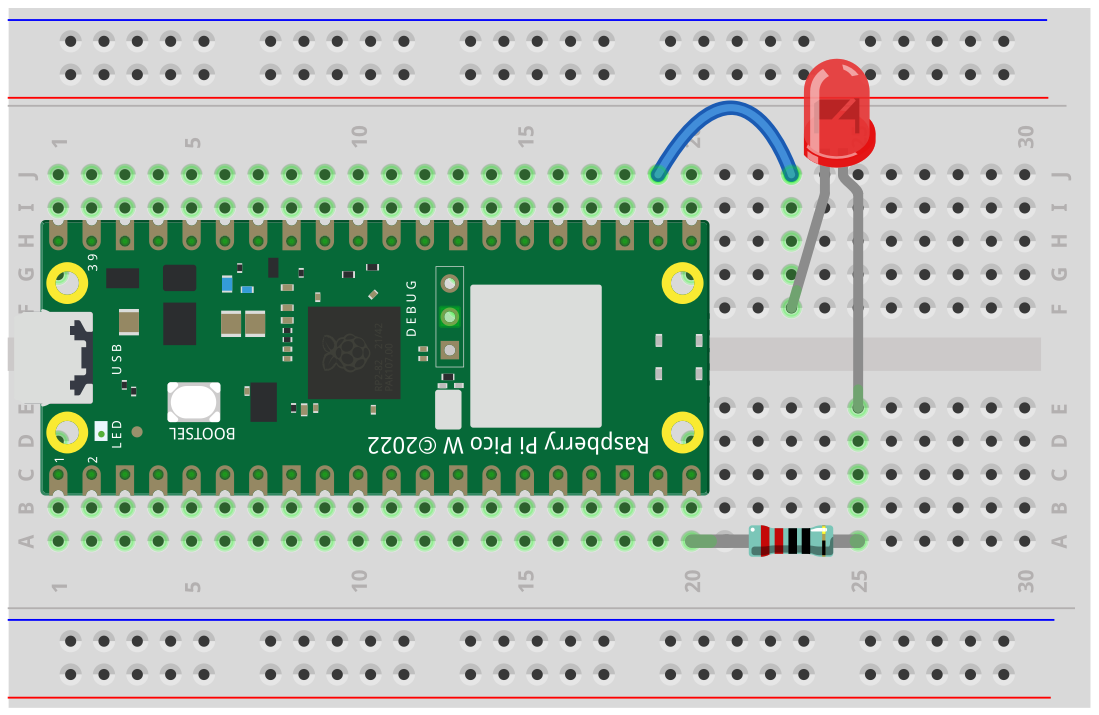 1 5 10 15 20 30
J J
I I
H H
39
G G
F F
DEBUG
USB
E E
D D
LED
BOOTSEL
Raspberry Pi Pico W ©2022
1 2
C C
B B
A A
1 5 10 15 20 25 30